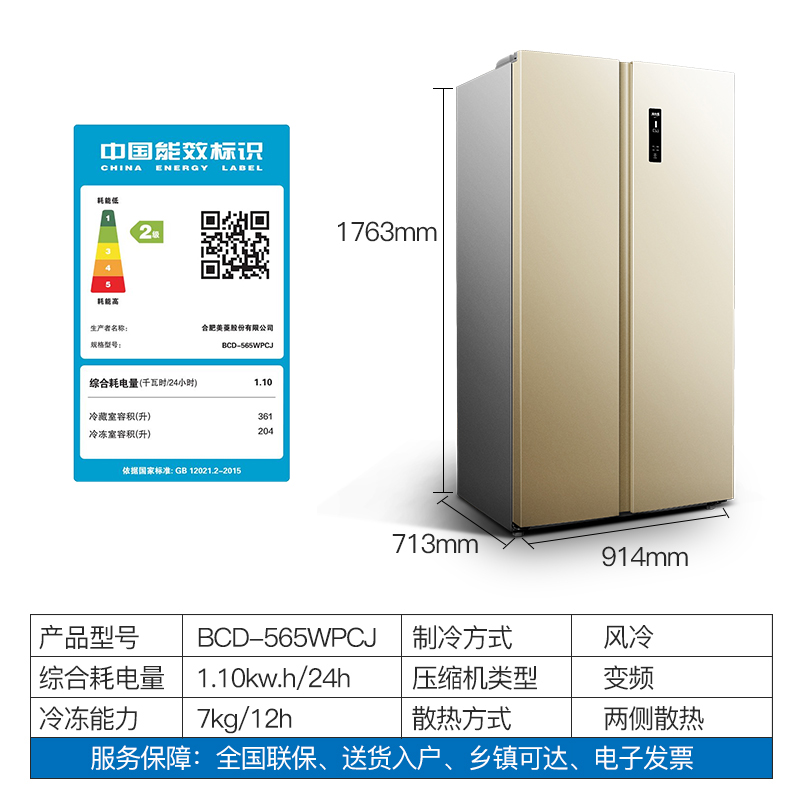 中国能效标识
CHINA ENERGY LABEL
耗能低
1
2
3
4
5
2级
耗能高
生产者名称: 合肥美菱股份有限公司
规格型号: BCD-565WPCJ
综合耗电量(千瓦时/24小时) 1.10
冷藏室容积(升) 361
冷冻室容积(升) 204
依据国家标准: GB 12021.2-2015
1763mm
713mm
914mm
产品型号 BCD-565WPCJ 制冷方式 风冷
综合耗电量 1.10kw.h/24h 压缩机类型 变频
冷冻能力 7kg/12h 散热方式 两侧散热
服务保障：全国联保、送货入户、乡镇可达、电子发票